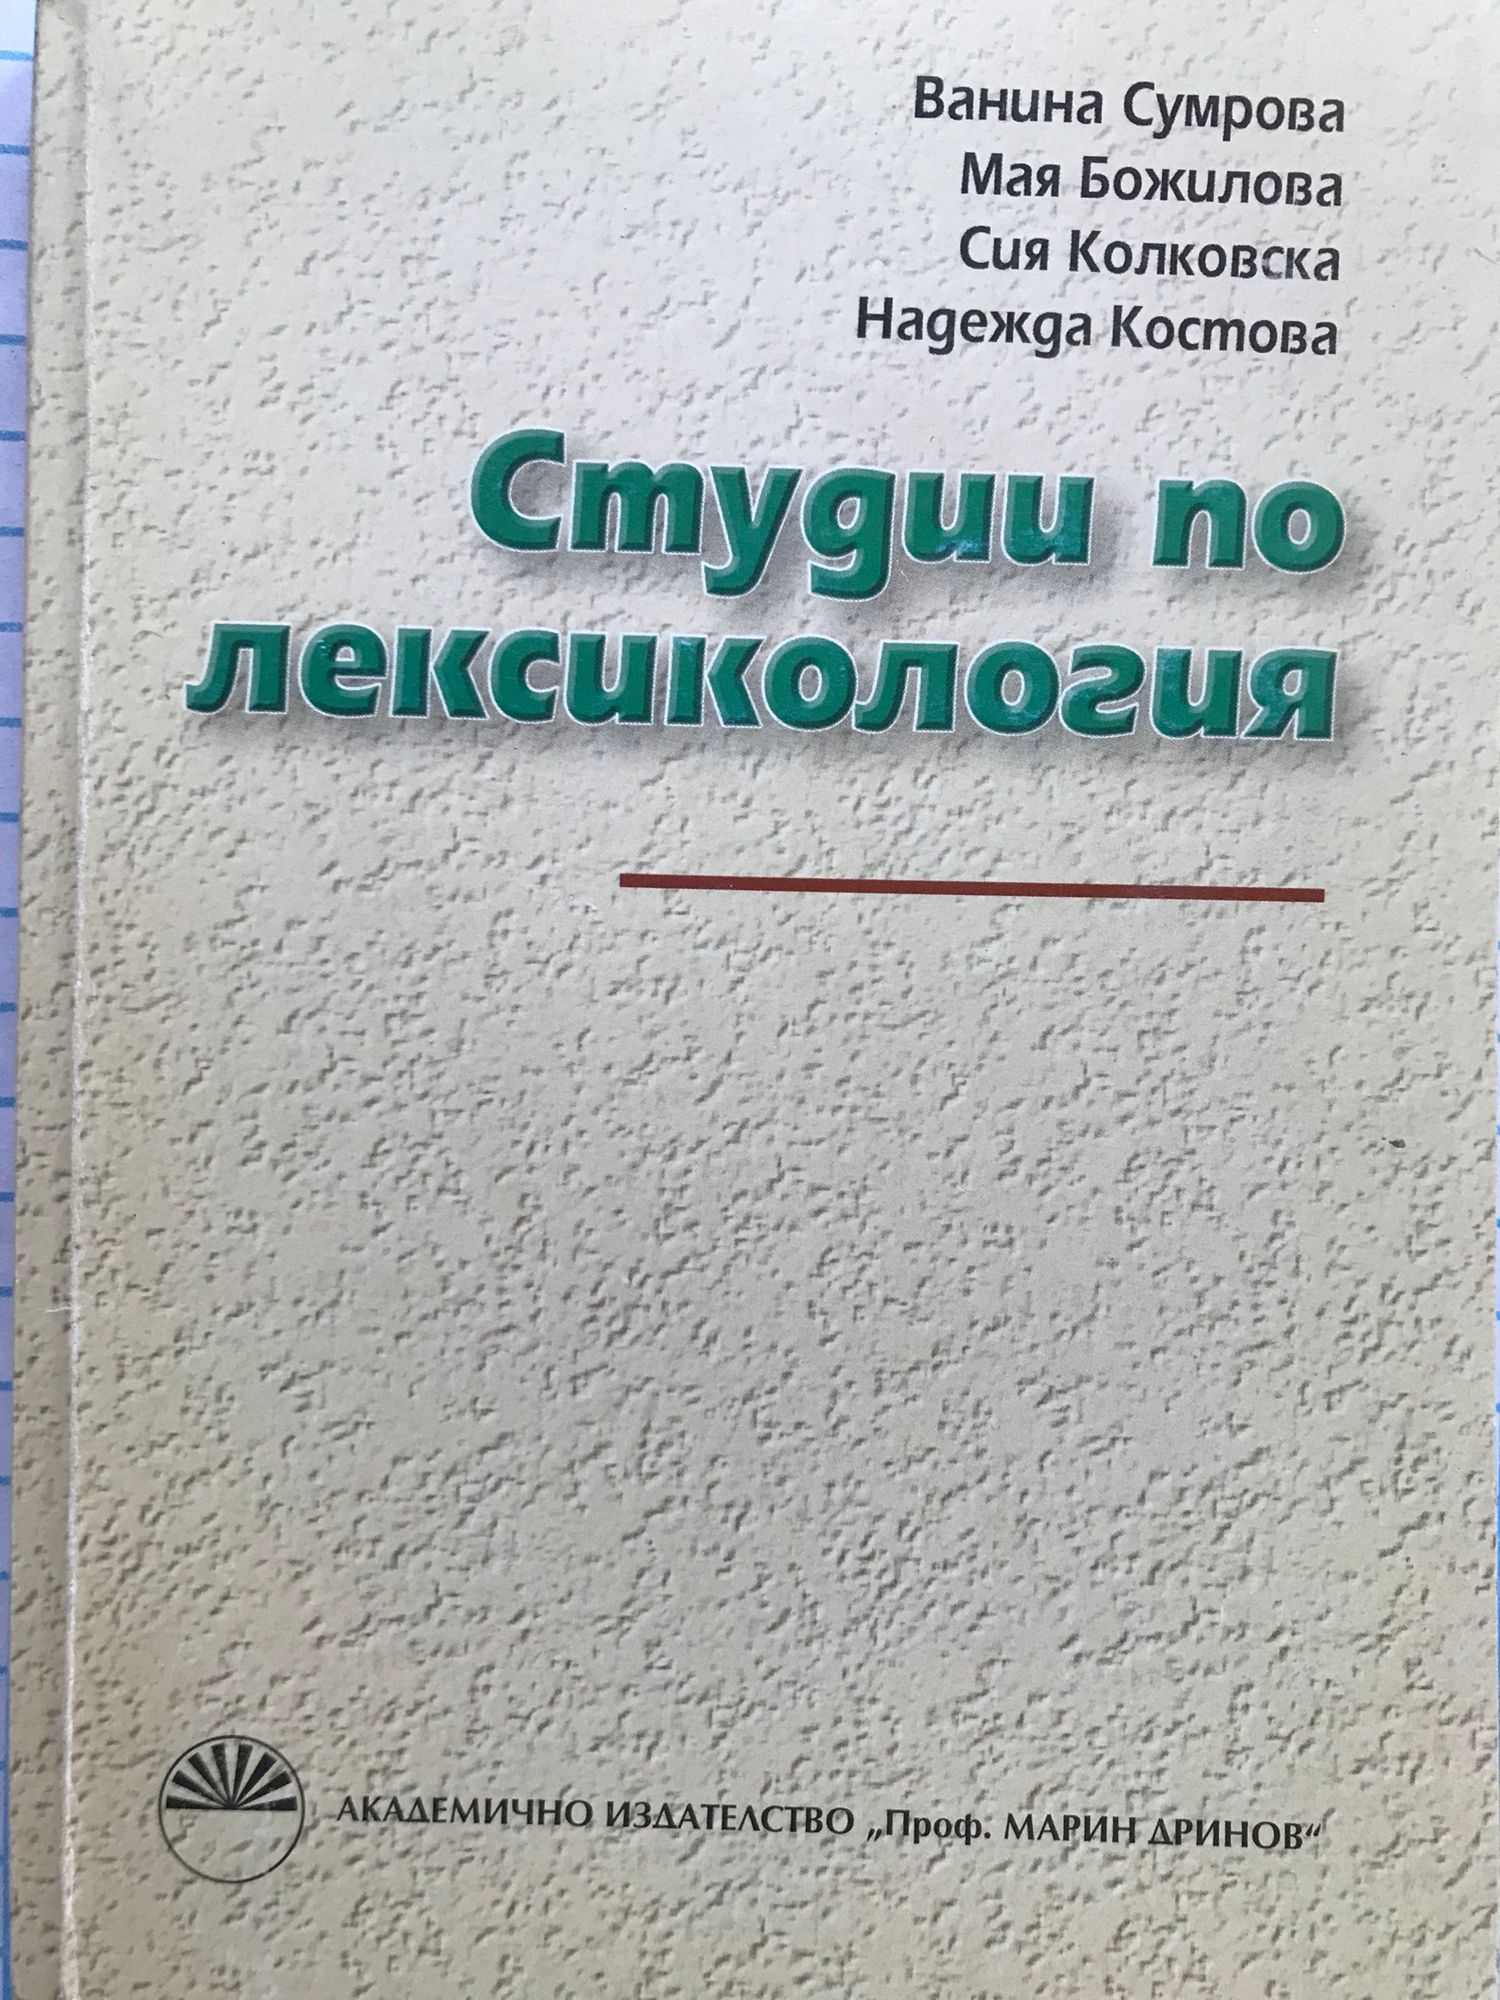 Ванина Сумрова
Мая Божилова
Сия Колковска
Надежда Костова
Студии по
лексикология
АКАДЕМИЧНО ИЗДАТЕЛСТВО „Проф. МАРИН ДРИНОВ“